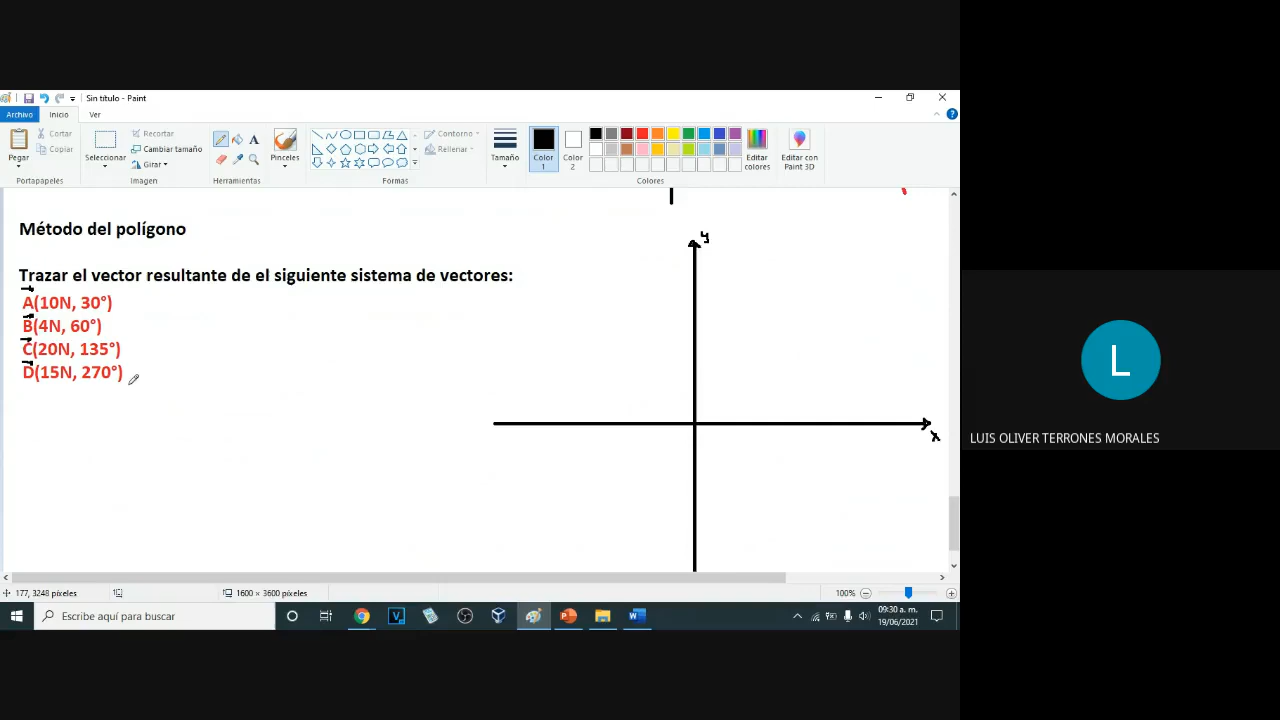 Sin título - Paint
Archivo Inicio Ver
Pegar
Cortar
Copiar
Portapapeles
Seleccionar
Recortar
Cambiar tamaño
Girar
Imagen
A
Herramientas
Pinceles
Contorno
Rellenar
Formas
Tamaño
Color 1
Color 2
Editar colores
Editar con Paint 3D
Colores
Método del polígono
Trazar el vector resultante de el siguiente sistema de vectores:
A(10N, 30°)
B(4N, 60°)
C(20N, 135°)
D(15N, 270°)
y
x
L
LUIS OLIVER TERRONES MORALES
177, 3248 píxeles
1600 × 3600 píxeles
100%
Escribe aquí para buscar
09:30 a. m.
19/06/2021